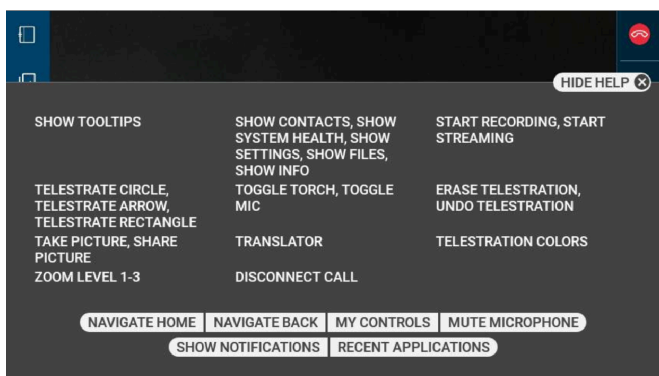 HIDE HELP
SHOW TOOLTIPS
SHOW CONTACTS, SHOW
SYSTEM HEALTH, SHOW
SETTINGS, SHOW FILES,
SHOW INFO
START RECORDING, START
STREAMING
TELESTRATE CIRCLE,
TELESTRATE ARROW,
TELESTRATE RECTANGLE
TOGGLE TORCH, TOGGLE
MIC
ERASE TELESTRATION,
UNDO TELESTRATION
TAKE PICTURE, SHARE
PICTURE
TRANSLATOR
TELESTRATION COLORS
ZOOM LEVEL 1-3
DISCONNECT CALL
NAVIGATE HOME
NAVIGATE BACK
MY CONTROLS
MUTE MICROPHONE
SHOW NOTIFICATIONS
RECENT APPLICATIONS